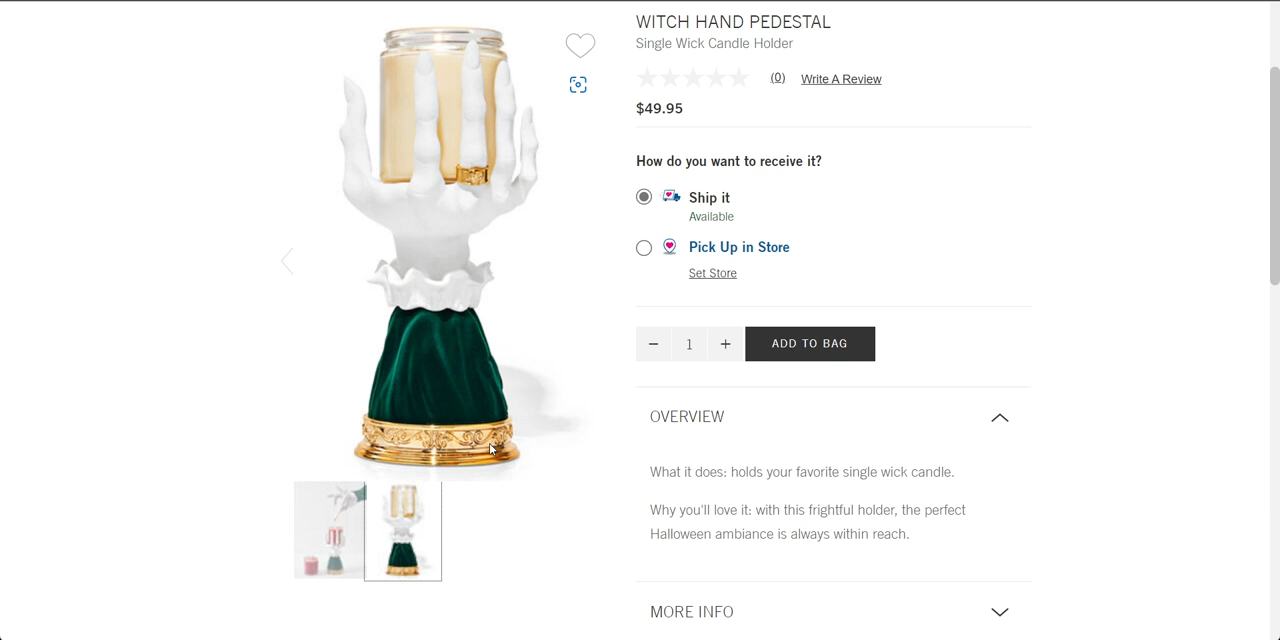 WITCH HAND PEDESTAL
Single Wick Candle Holder
(0) Write A Review
$49.95
How do you want to receive it?
Ship it
Available
Pick Up in Store
Set Store
− 1 + ADD TO BAG
OVERVIEW
What it does: holds your favorite single wick candle.
Why you'll love it: with this frightful holder, the perfect
Halloween ambiance is always within reach.
MORE INFO